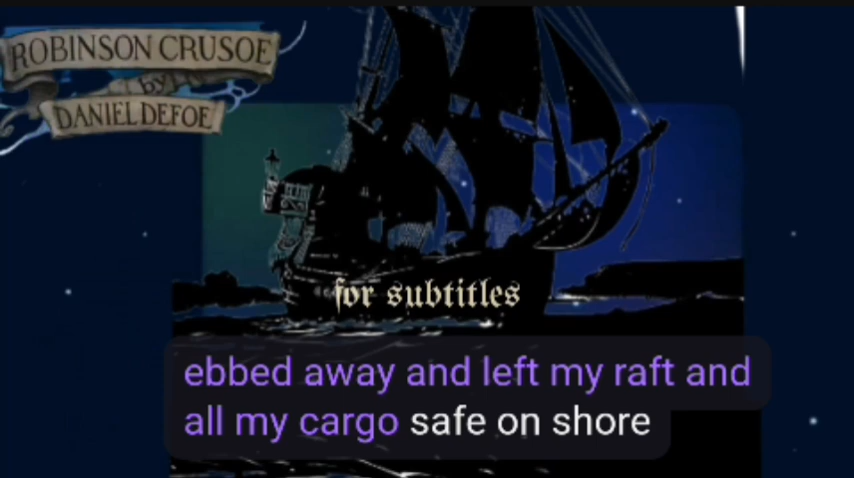 ROBINSON CRUSOE
by
DANIEL DEFOE
for subtitles
ebbed away and left my raft and
all my cargo safe on shore